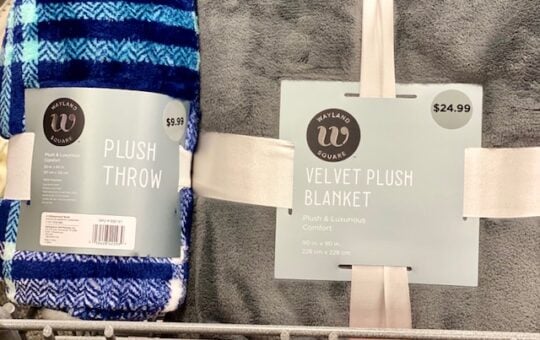 WAYLAND
W
SQUARE
$9.99
Plush & Luxurious
Comfort
PLUSH
THROW
WAYLAND
W
SQUARE
$24.99
VELVET PLUSH
BLANKET
Plush & Luxurious
Comfort
90 in. x 90 in.
228 cm x 228 cm